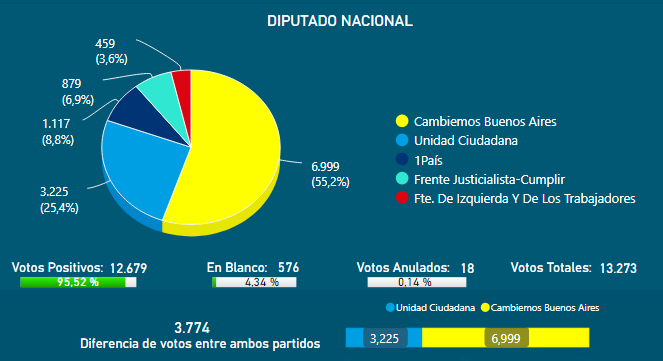 DIPUTADO NACIONAL
459
(3,6%)
879
(6,9%)
1.117
(8,8%)
3.225
(25,4%)
6.999
(55,2%)
Cambiemos Buenos Aires
Unidad Ciudadana
1País
Frente Justicialista-Cumplir
Fte. De Izquierda Y De Los Trabajadores
Votos Positivos: 12.679
95,52 %
En Blanco: 576
4,34 %
Votos Anulados: 18
0,14 %
Votos Totales: 13.273
3.774
Diferencia de votos entre ambos partidos
Unidad Ciudadana Cambiemos Buenos Aires
3,225 6,999